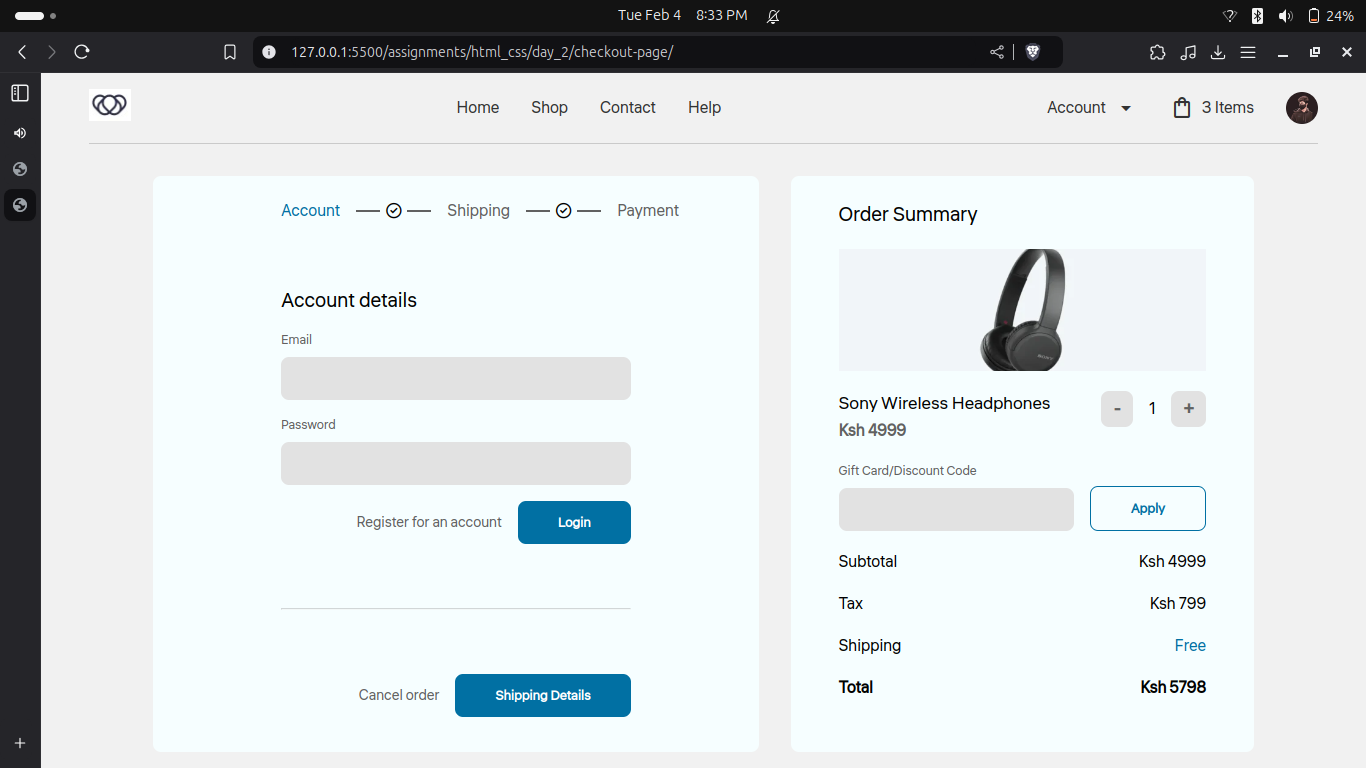 Tue Feb 4 8:33 PM
24%
127.0.0.1:5500/assignments/html_css/day_2/checkout-page/
Home Shop Contact Help Account 3 Items
Account Shipping Payment
Account details
Email
Password
Register for an account Login
Cancel order Shipping Details
Order Summary
SONY
Sony Wireless Headphones - 1 +
Ksh 4999
Gift Card/Discount Code
Apply
Subtotal Ksh 4999
Tax Ksh 799
Shipping Free
Total Ksh 5798